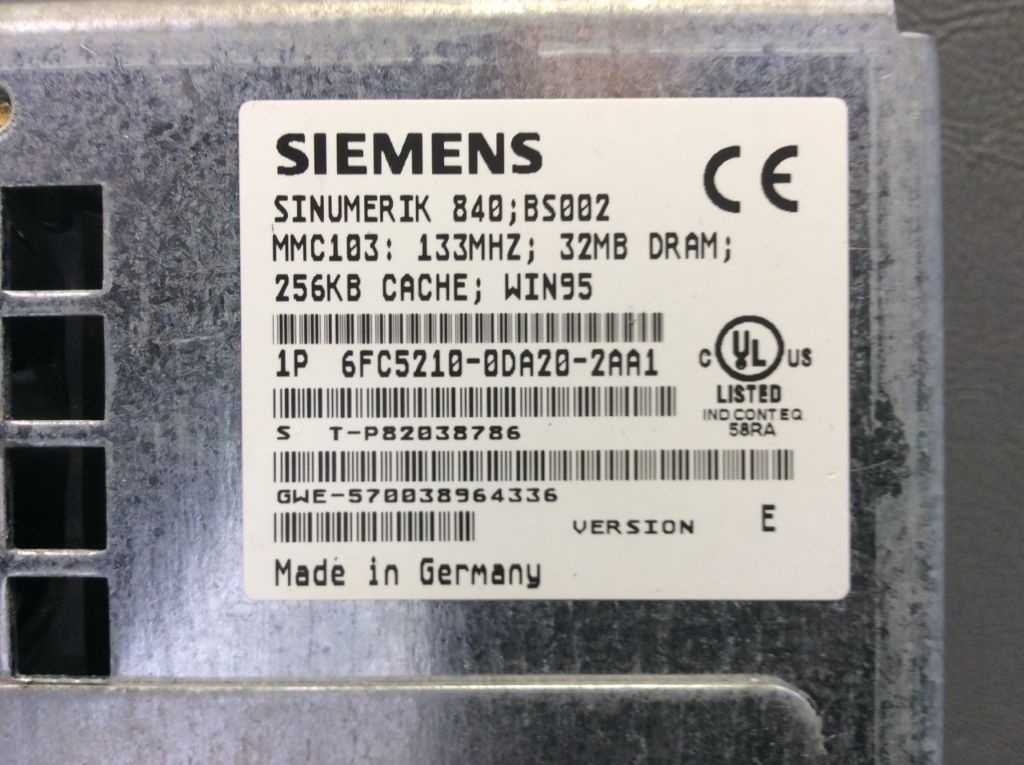 SIEMENS
CE
SINUMERIK 840;BS002
MMC103: 133MHZ; 32MB DRAM;
256KB CACHE; WIN95
1P 6FC5210-0DA20-2AA1
C UL US
LISTED
IND CONT EQ
58RA
S T-P82038786
GWE-570038964336
VERSION E
Made in Germany